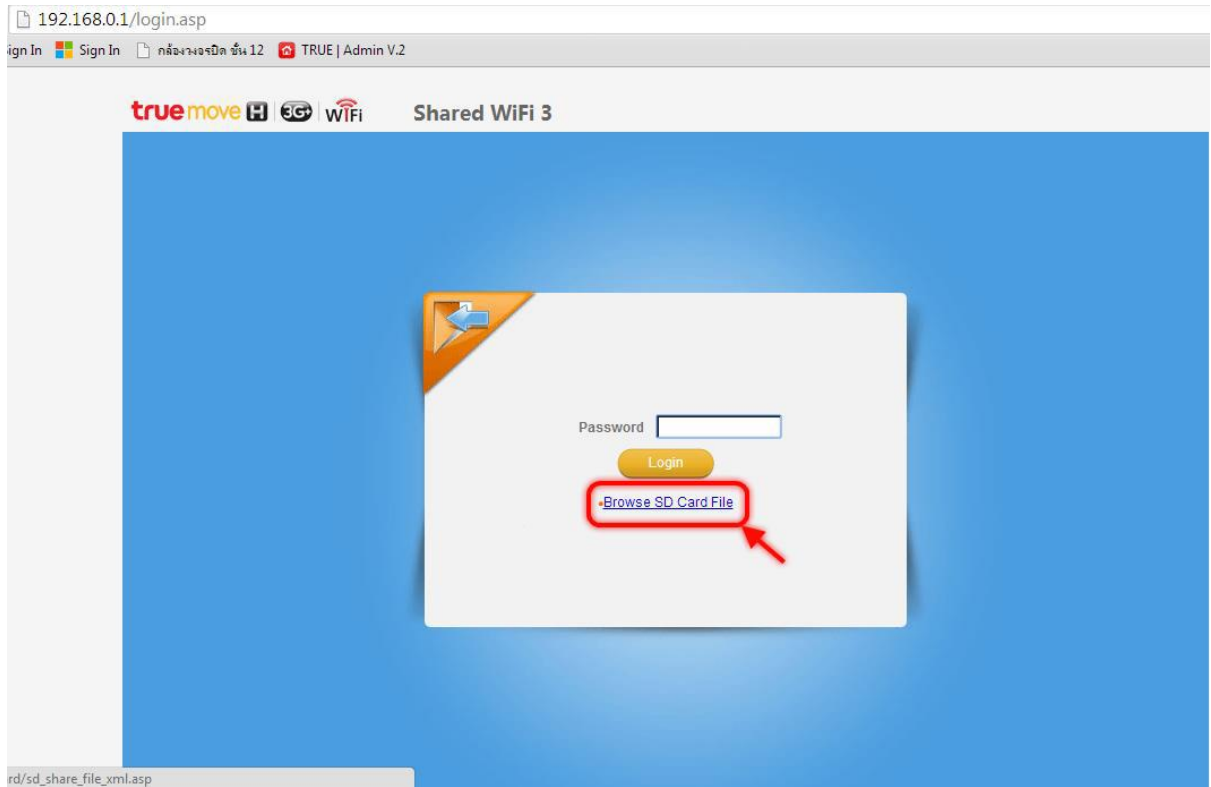 192.168.0.1/login.asp
ign In Sign In กล้องวงจรปิด ชั้น 12 TRUE | Admin V.2
truemove H 3G+ WiFi Shared WiFi 3
Password
Login
Browse SD Card File
rd/sd_share_file_xml.asp